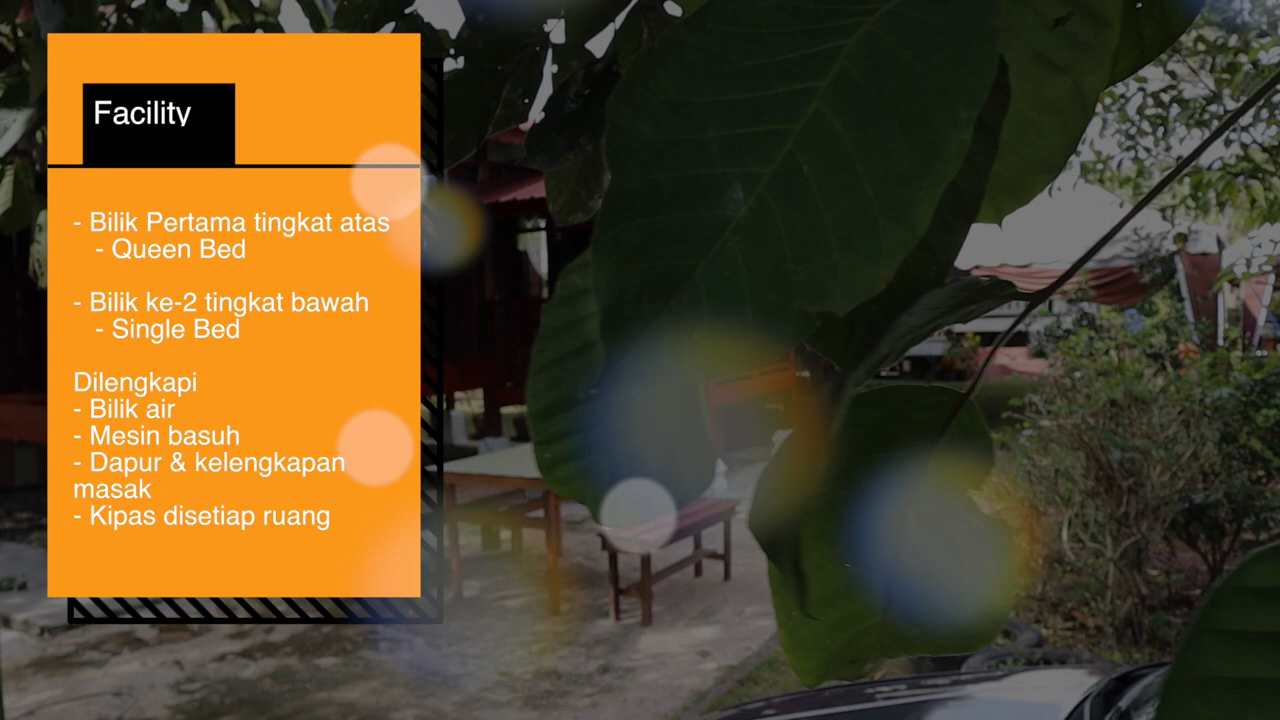 Facility
- Bilik Pertama tingkat atas
- Queen Bed
- Bilik ke-2 tingkat bawah
- Single Bed
Dilengkapi
- Bilik air
- Mesin basuh
- Dapur & kelengkapan
masak
- Kipas disetiap ruang